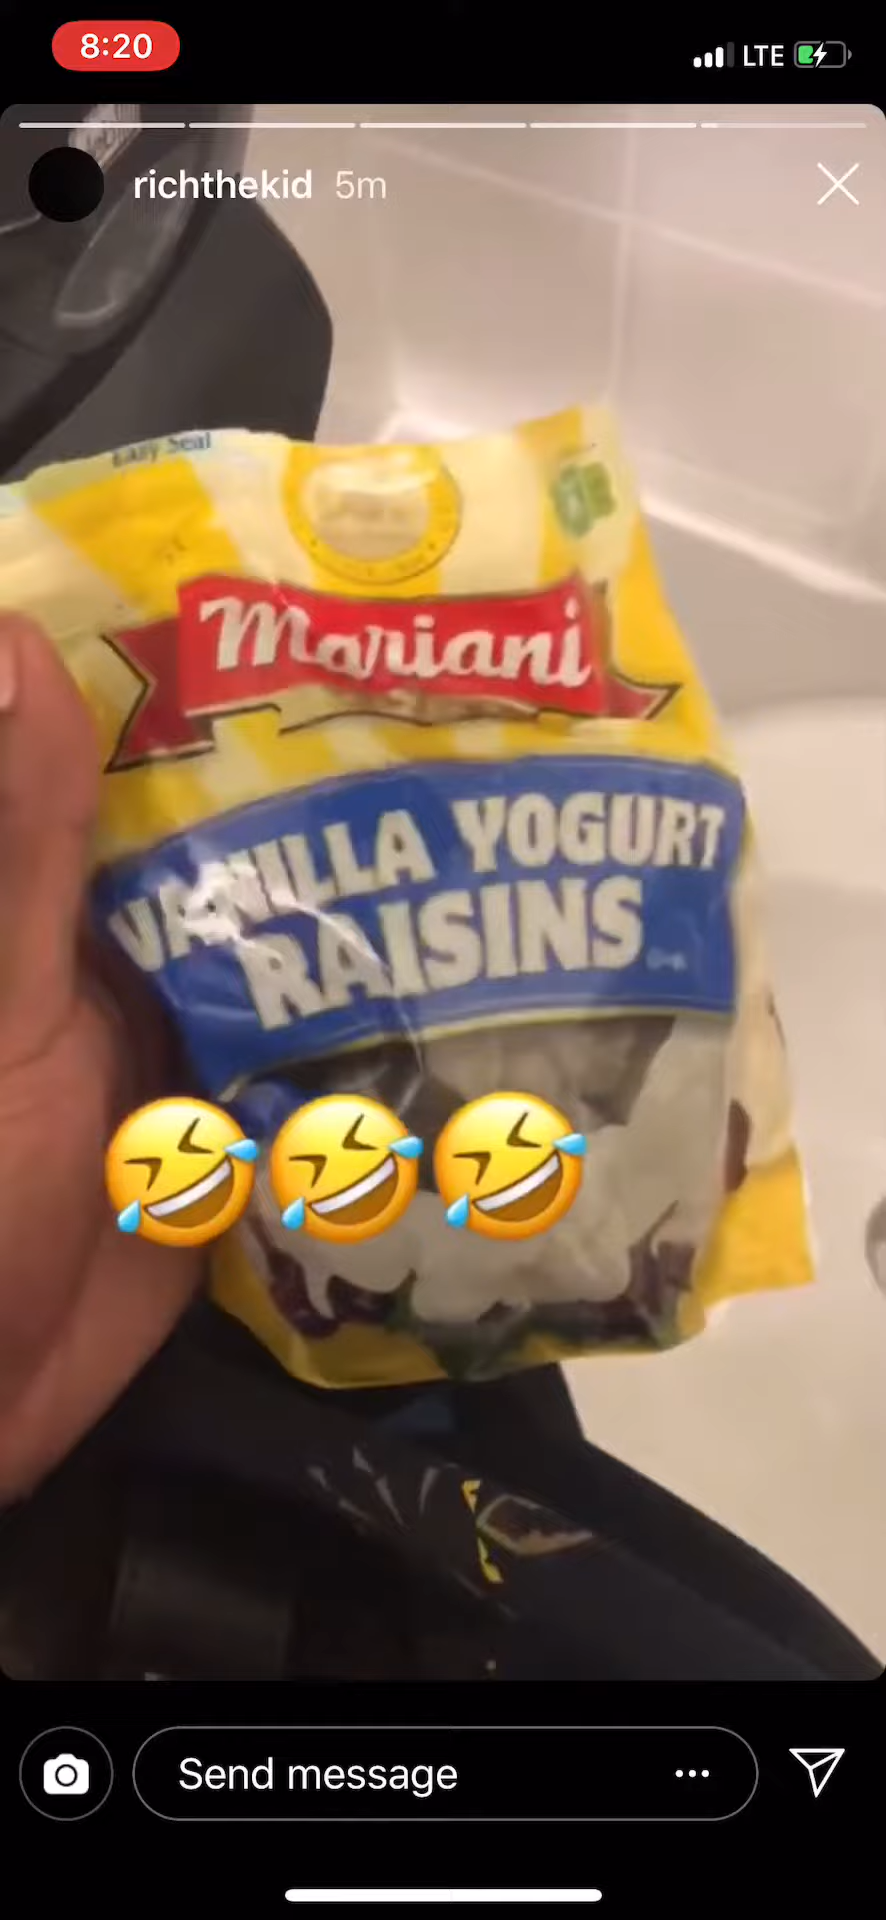 8:20
LTE
richthekid 5m
Easy Seal
Mariani
VANILLA YOGURT
RAISINS
Send message